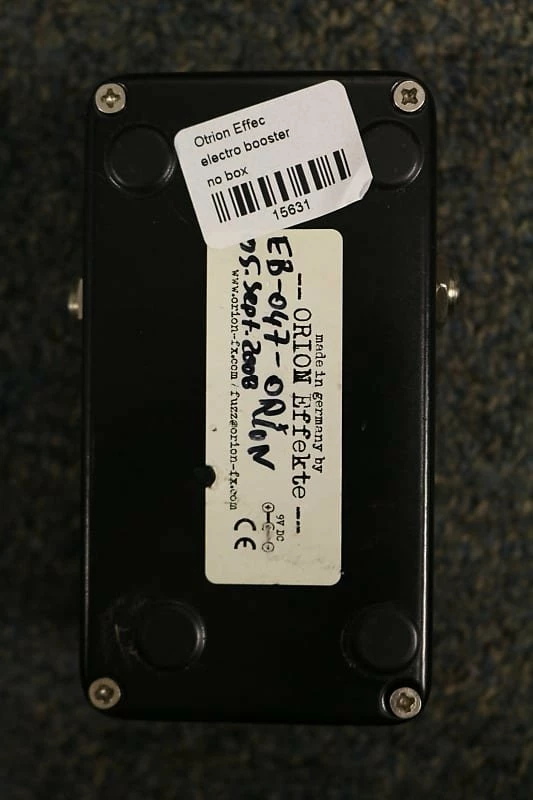 Otrion Effec
electro booster
no box
15631
made in germany by
-- ORION Effekte --
EB-047-ORION
25. Sept. 2008
www.orion-fx.com / fuzz@orion-fx.com
9V DC
CE